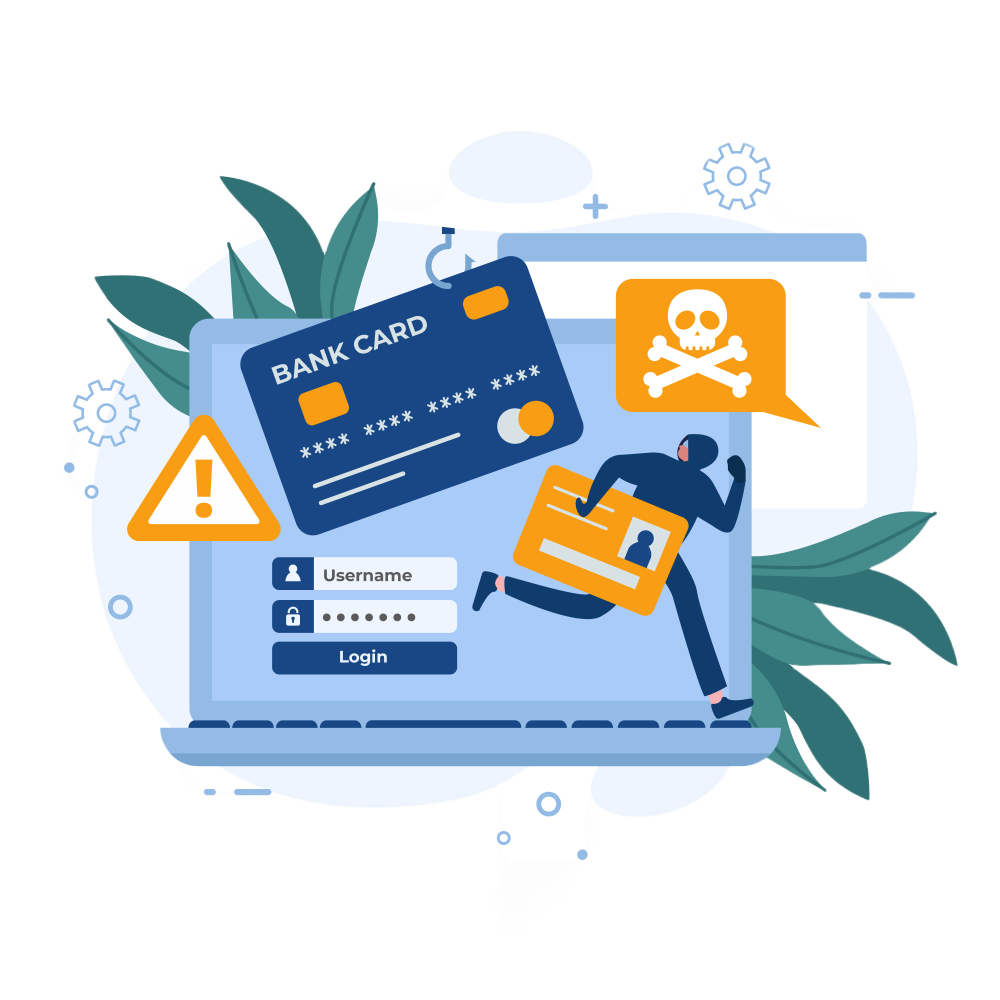 BANK CARD
**** **** **** ****
!
Username
•••••••
Login